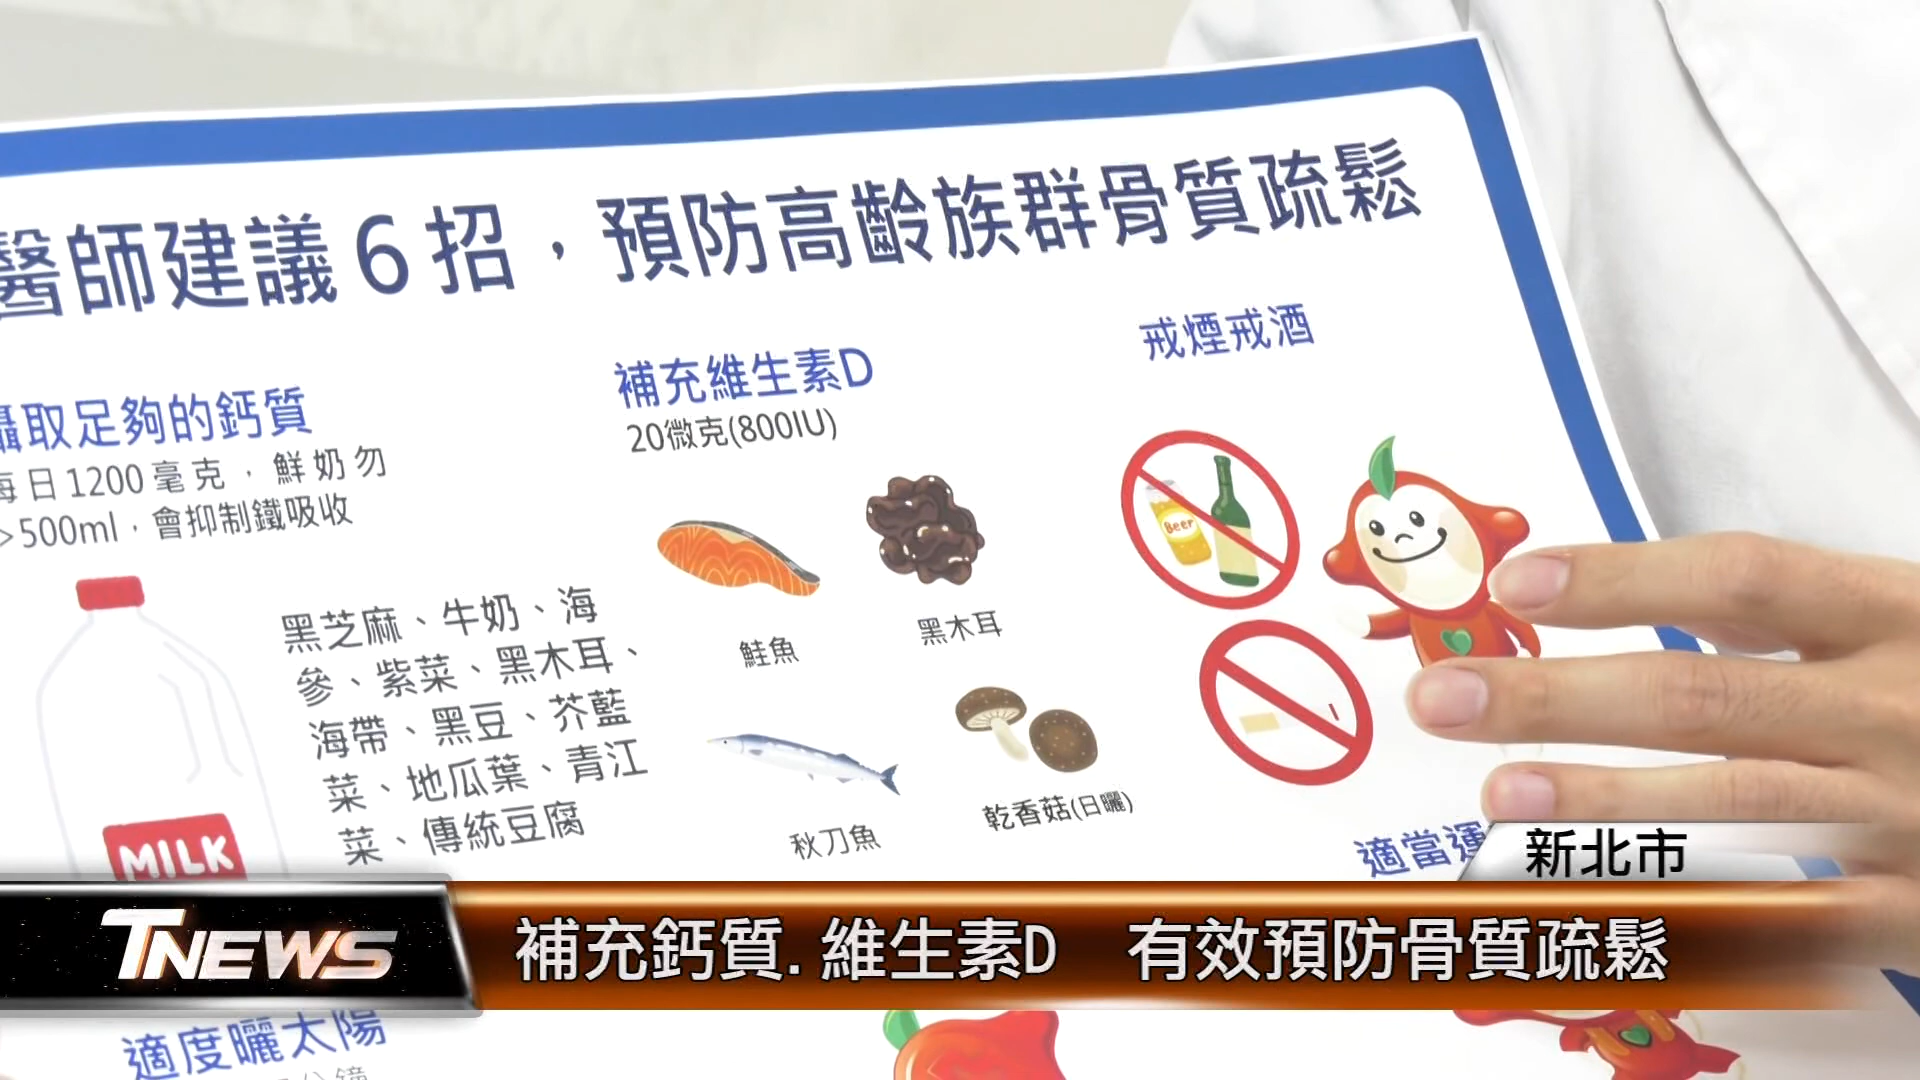 醫師建議6招，預防高齡族群骨質疏鬆
攝取足夠的鈣質
每日1200毫克，鮮奶勿
>500ml，會抑制鐵吸收
黑芝麻、牛奶、海
參、紫菜、黑木耳、
海帶、黑豆、芥藍
菜、地瓜葉、青江
菜、傳統豆腐
MILK
補充維生素D
20微克(800IU)
鮭魚
黑木耳
秋刀魚
乾香菇(日曬)
戒煙戒酒
Beer
適當運
新北市
TNEWS
補充鈣質.維生素D 有效預防骨質疏鬆
適度曬太陽
分鐘